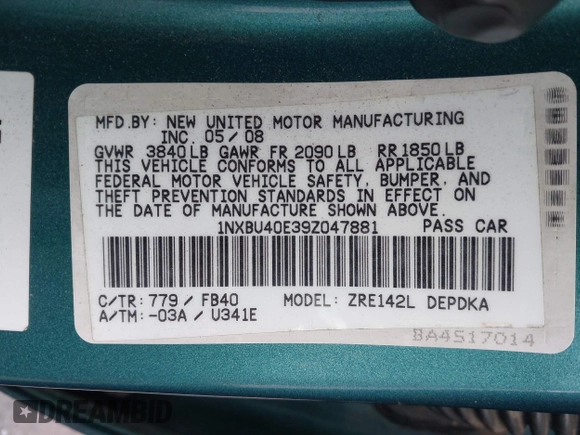 MFD.BY: NEW UNITED MOTOR MANUFACTURING
INC. 05/08
GVWR 3840LB GAWR FR 2090LB RR 1850LB
THIS VEHICLE CONFORMS TO ALL APPLICABLE
FEDERAL MOTOR VEHICLE SAFETY, BUMPER, AND
THEFT PREVENTION STANDARDS IN EFFECT ON
THE DATE OF MANUFACTURE SHOWN ABOVE.
1NXBU40E39Z047881 PASS CAR
C/TR: 779 / FB40 MODEL: ZRE142L DEPDKA
A/TM: -03A / U341E
BA4517014
DREAMBID